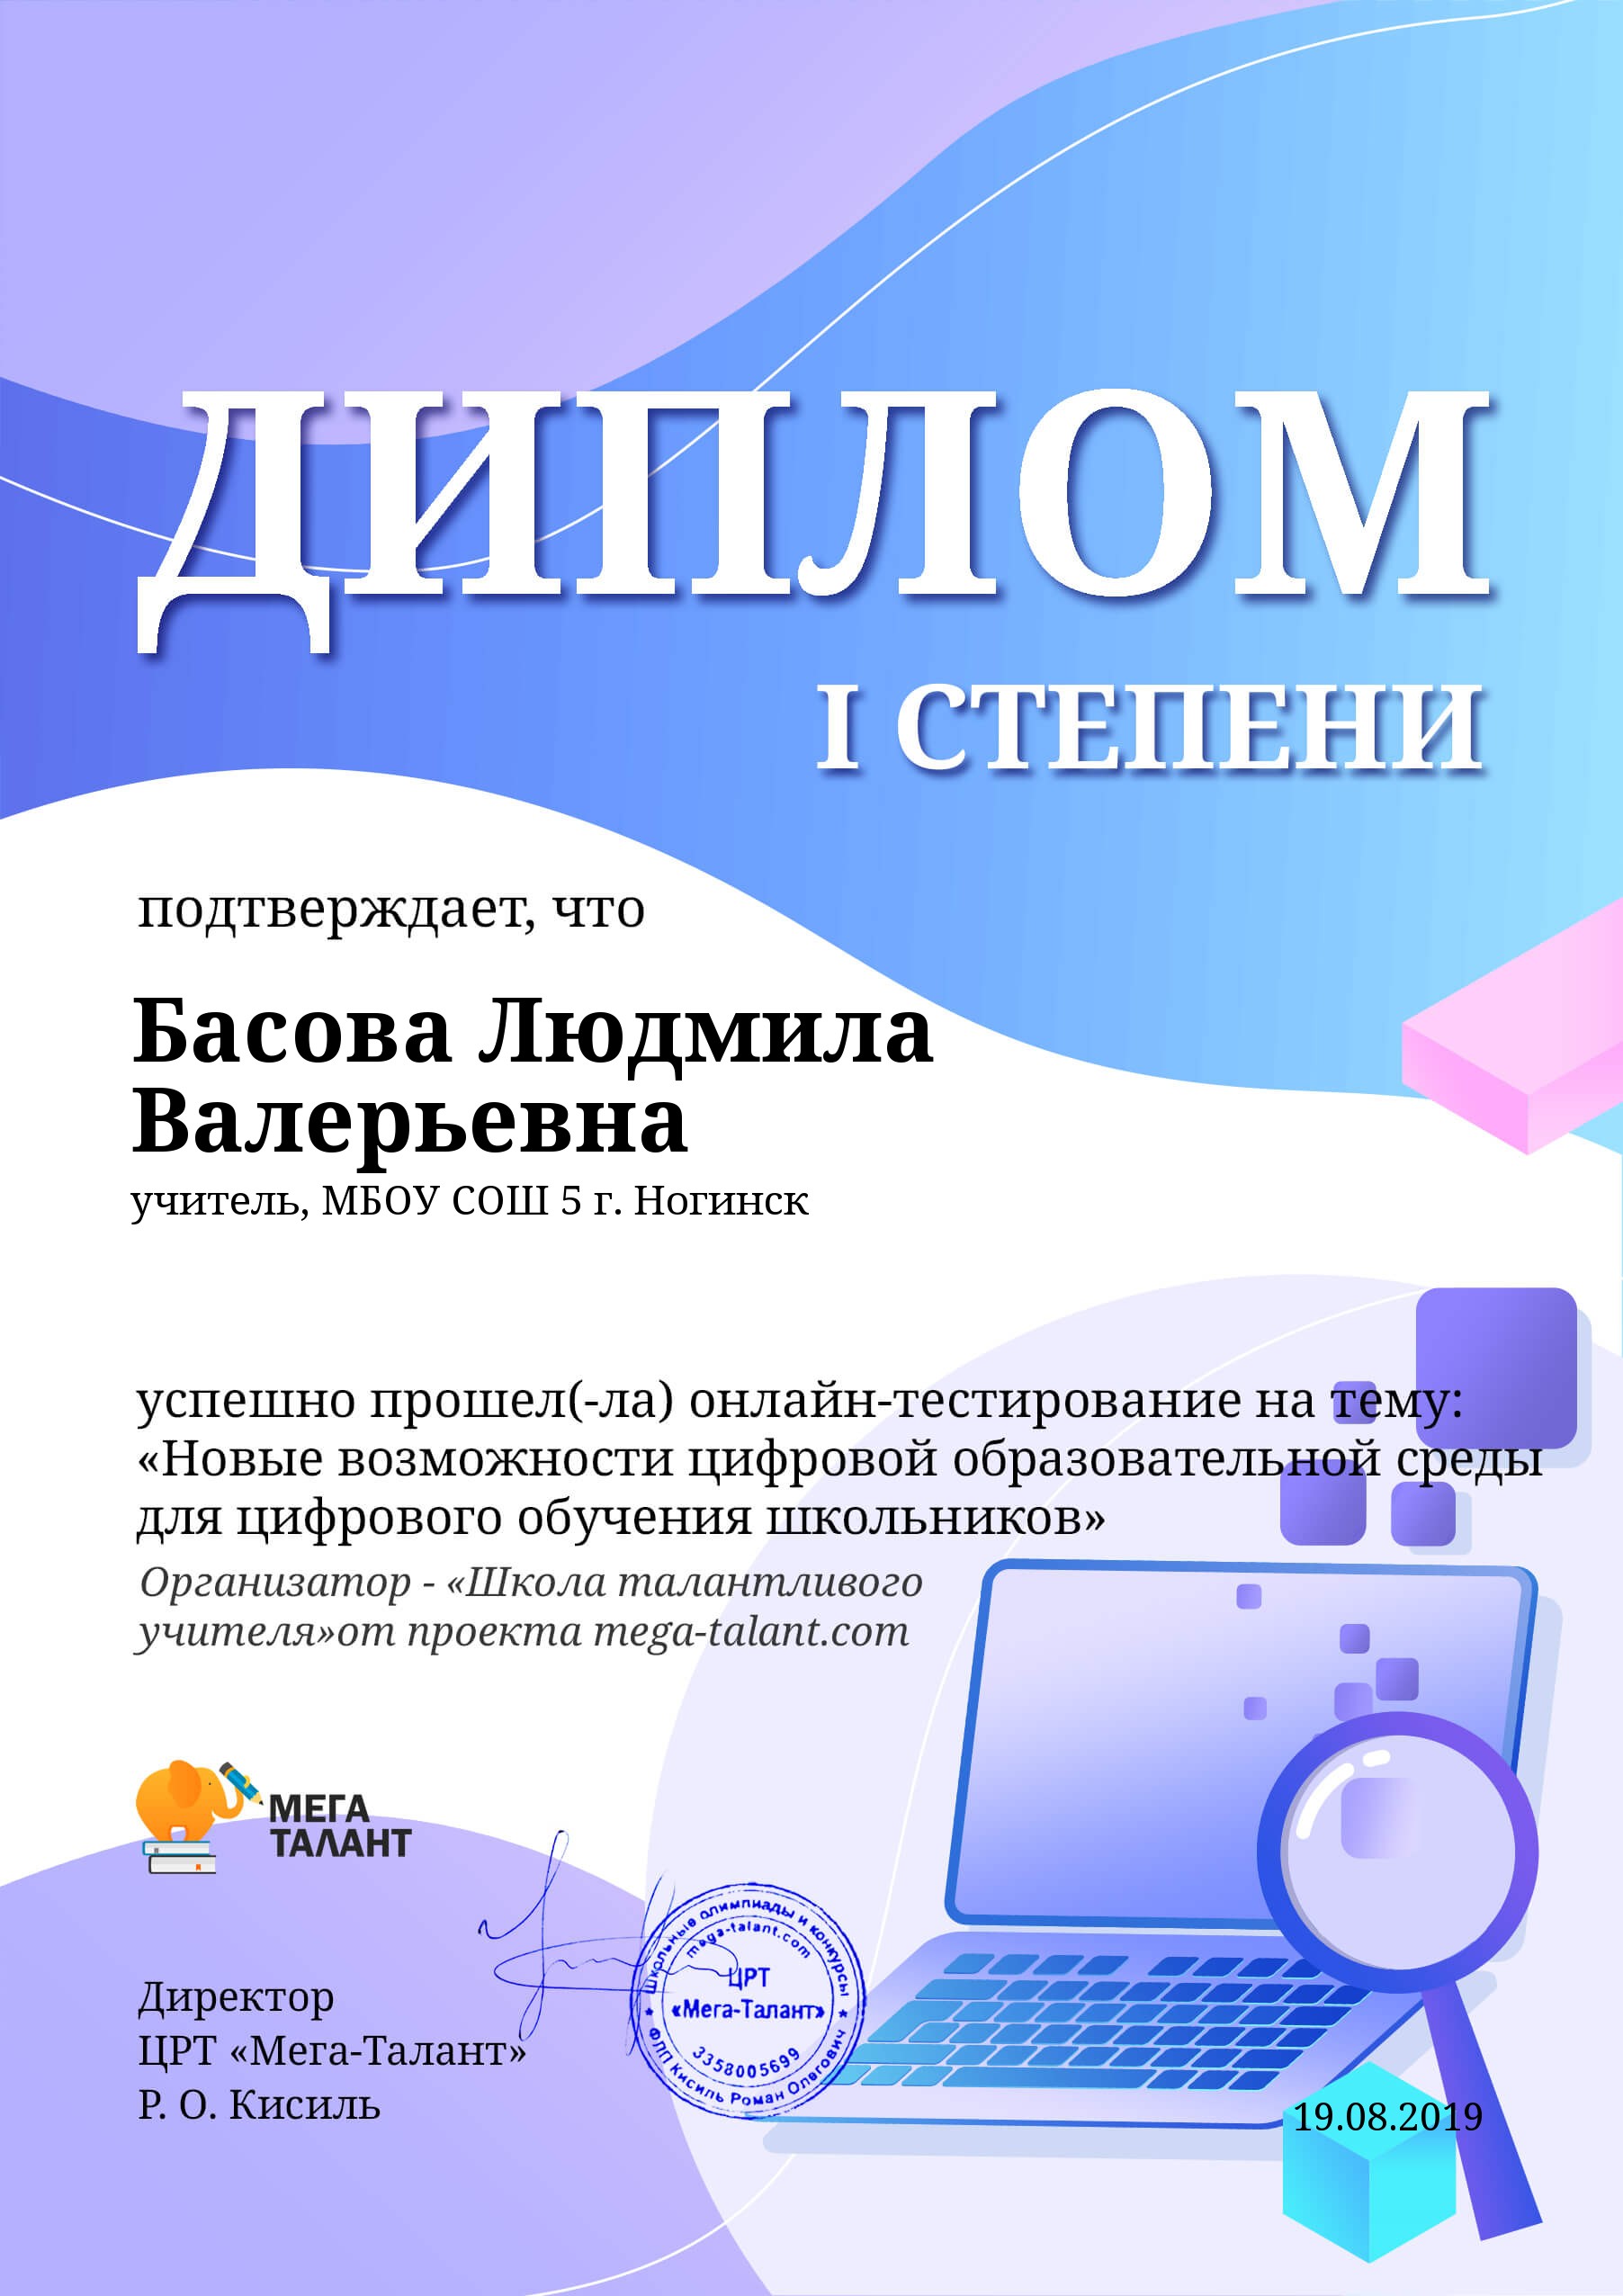 ДИПЛОМ
I СТЕПЕНИ
подтверждает, что
Басова Людмила
Валерьевна
учитель, МБОУ СОШ 5 г. Ногинск
успешно прошел(-ла) онлайн-тестирование на тему:
«Новые возможности цифровой образовательной среды
для цифрового обучения школьников»
Организатор - «Школа талантливого
учителя»от проекта mega-talant.com
МЕГА
ТАЛАНТ
Школьные олимпиады и конкурсы
mega-talant.com
ЦРТ
«Мега-Талант»
3358005699
* ФЛП Кисиль Роман Олегович *
Директор
ЦРТ «Мега-Талант»
Р. О. Кисиль
19.08.2019